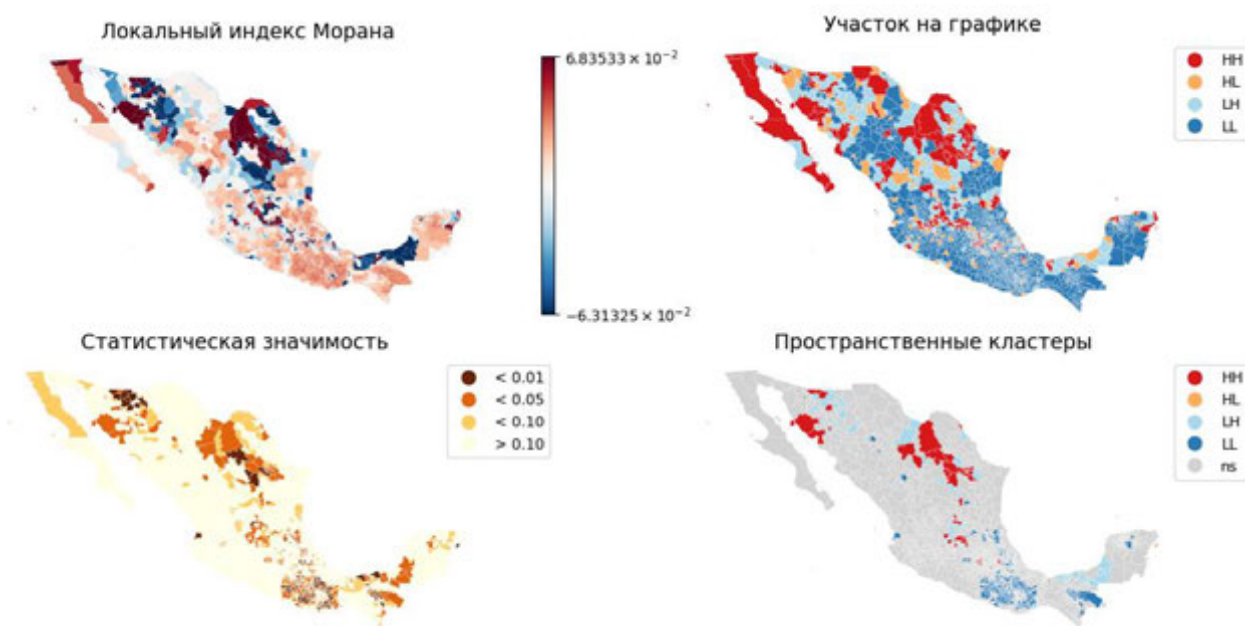 Локальный индекс Морана
6.83533 × 10⁻²
−6.31325 × 10⁻²
Участок на графике
HH
HL
LH
LL
Статистическая значимость
< 0.01
< 0.05
< 0.10
> 0.10
Пространственные кластеры
HH
HL
LH
LL
ns